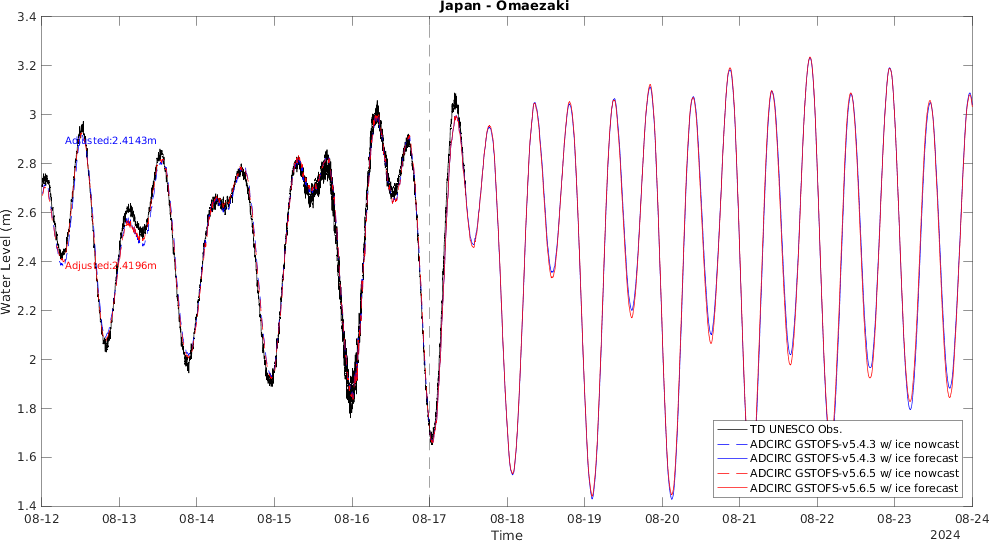 Japan - Omaezaki
3.4
3.2
3
2.8
2.6
2.4
2.2
2
1.8
1.6
1.4
Water Level (m)
Adjusted:2.4143m
Adjusted:2.4196m
TD UNESCO Obs.
ADCIRC GSTOFS-v5.4.3 w/ ice nowcast
ADCIRC GSTOFS-v5.4.3 w/ ice forecast
ADCIRC GSTOFS-v5.6.5 w/ ice nowcast
ADCIRC GSTOFS-v5.6.5 w/ ice forecast
08-12 08-13 08-14 08-15 08-16 08-17 08-18 08-19 08-20 08-21 08-22 08-23 08-24
Time
2024